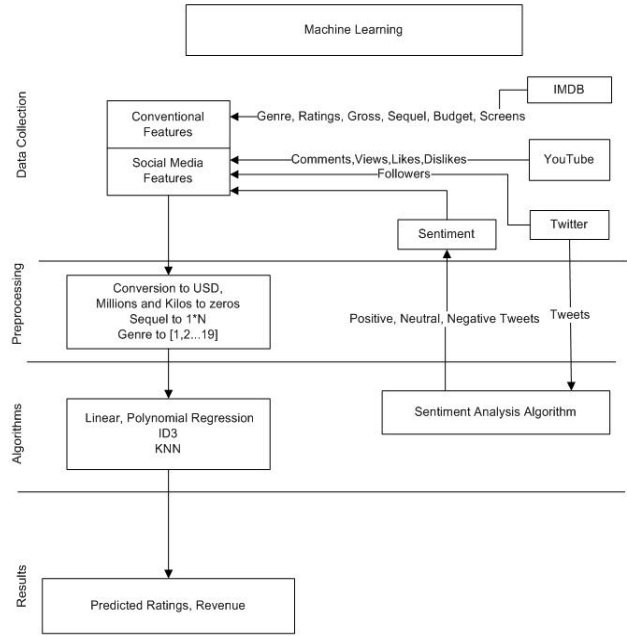 Machine Learning
Data Collection
IMDB
Conventional
Features
Genre, Ratings, Gross, Sequel, Budget, Screens
Social Media
Features
Comments,Views,Likes,Dislikes
YouTube
Followers
Twitter
Sentiment
Preprocessing
Conversion to USD,
Millions and Kilos to zeros
Sequel to 1*N
Genre to [1,2...19]
Positive, Neutral, Negative Tweets
Tweets
Algorithms
Linear, Polynomial Regression
ID3
KNN
Sentiment Analysis Algorithm
Results
Predicted Ratings, Revenue